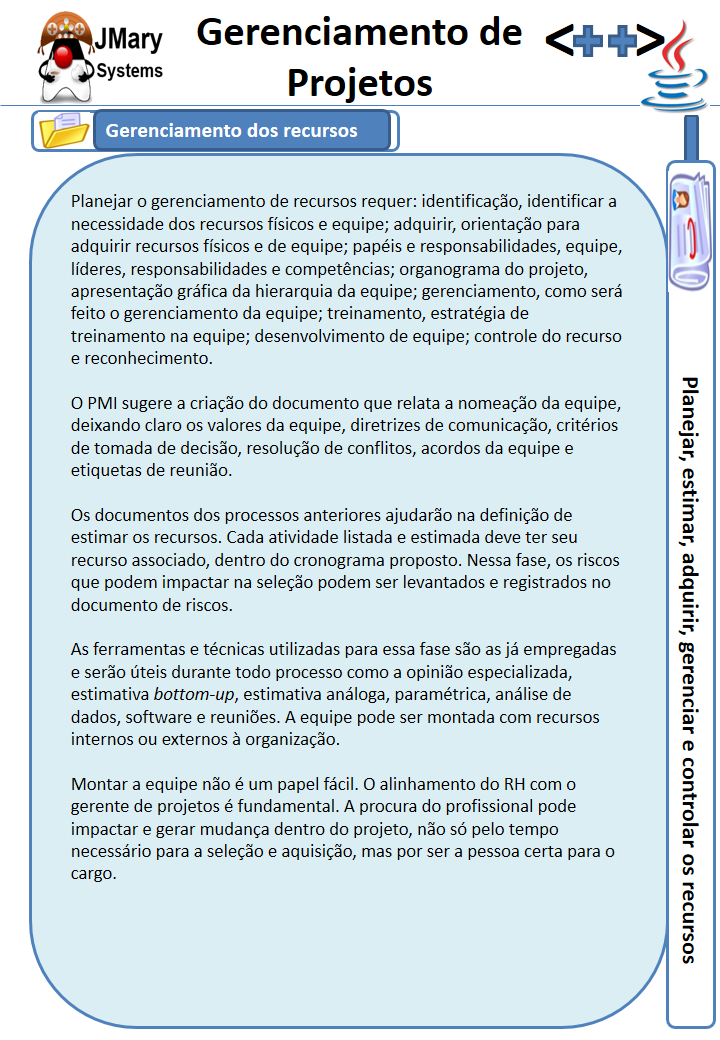 JMary
Systems
Gerenciamento de
Projetos
<++>
Gerenciamento dos recursos
Planejar o gerenciamento de recursos requer: identificação, identificar a
necessidade dos recursos físicos e equipe; adquirir, orientação para
adquirir recursos físicos e de equipe; papéis e responsabilidades, equipe,
líderes, responsabilidades e competências; organograma do projeto,
apresentação gráfica da hierarquia da equipe; gerenciamento, como será
feito o gerenciamento da equipe; treinamento, estratégia de
treinamento na equipe; desenvolvimento de equipe; controle do recurso
e reconhecimento.
O PMI sugere a criação do documento que relata a nomeação da equipe,
deixando claro os valores da equipe, diretrizes de comunicação, critérios
de tomada de decisão, resolução de conflitos, acordos da equipe e
etiquetas de reunião.
Os documentos dos processos anteriores ajudarão na definição de
estimar os recursos. Cada atividade listada e estimada deve ter seu
recurso associado, dentro do cronograma proposto. Nessa fase, os riscos
que podem impactar na seleção podem ser levantados e registrados no
documento de riscos.
As ferramentas e técnicas utilizadas para essa fase são as já empregadas
e serão úteis durante todo processo como a opinião especializada,
estimativa bottom-up, estimativa análoga, paramétrica, análise de
dados, software e reuniões. A equipe pode ser montada com recursos
internos ou externos à organização.
Montar a equipe não é um papel fácil. O alinhamento do RH com o
gerente de projetos é fundamental. A procura do profissional pode
impactar e gerar mudança dentro do projeto, não só pelo tempo
necessário para a seleção e aquisição, mas por ser a pessoa certa para o
cargo.
Planejar, estimar, adquirir, gerenciar e controlar os recursos